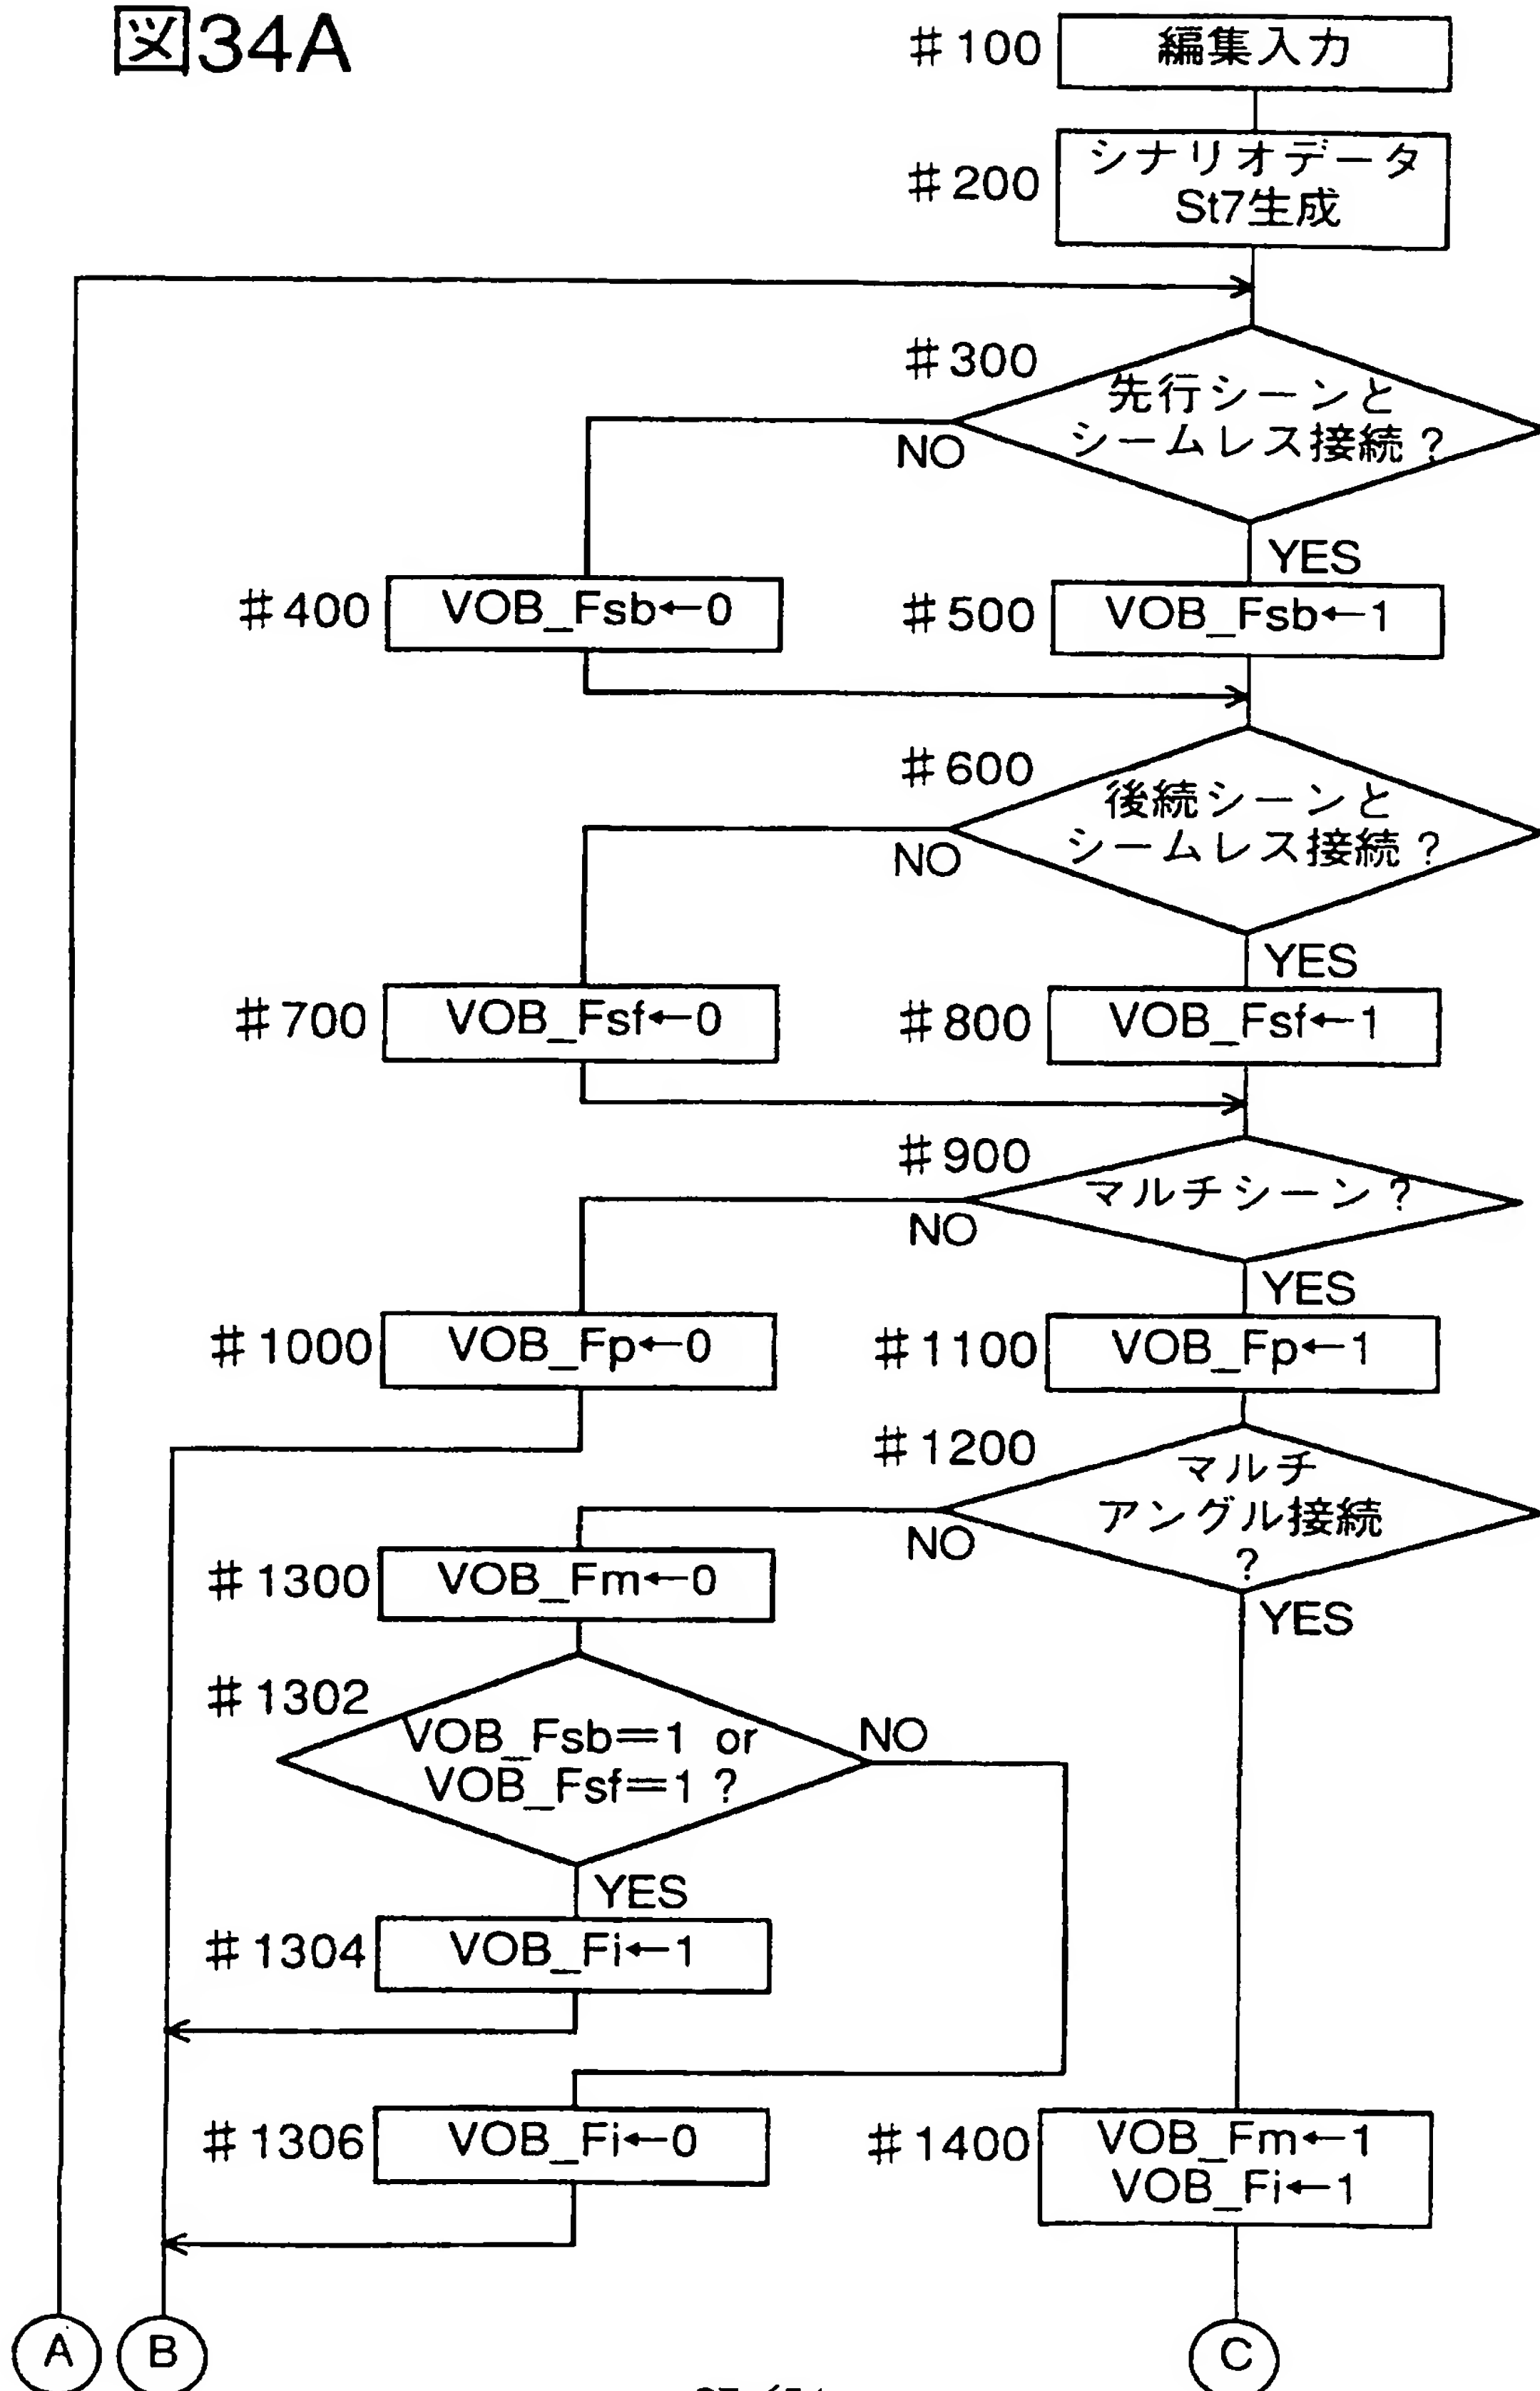 図34A
#100
編集入力
#200
シナリオデータ
St7生成
#300
先行シーンと
シームレス接続?
NO
YES
#400
VOB_Fsb←0
#500
VOB_Fsb←1
#600
後続シーンと
シームレス接続?
NO
YES
#700
VOB_Fsf←0
#800
VOB_Fsf←1
#900
マルチシーン?
NO
YES
#1000
VOB_Fp←0
#1100
VOB_Fp←1
#1200
マルチ
アングル接続
?
NO
YES
#1300
VOB_Fm←0
#1302
VOB_Fsb=1 or
VOB_Fsf=1 ?
NO
YES
#1304
VOB_Fi←1
#1306
VOB_Fi←0
#1400
VOB_Fm←1
VOB_Fi←1
A
B
C